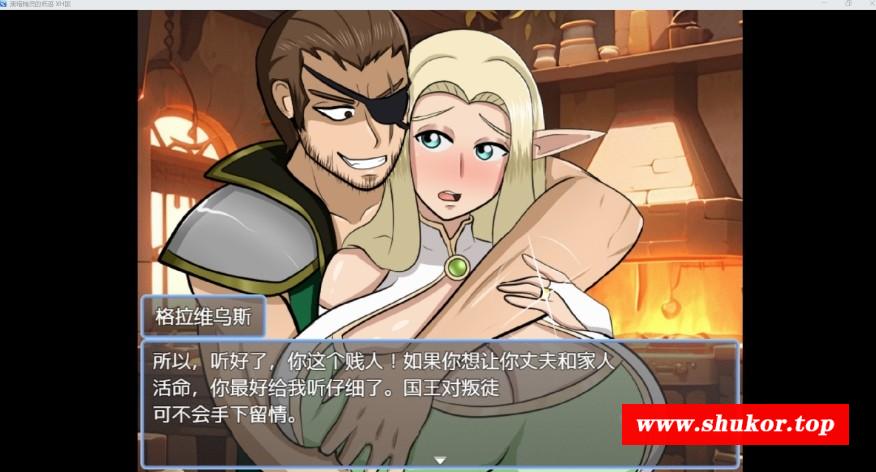 格拉维乌斯
所以，听好了，你这个贱人！如果你想让你丈夫和家人
活命，你最好给我听仔细了。国王对叛徒
可不会手下留情。
www.shukor.top